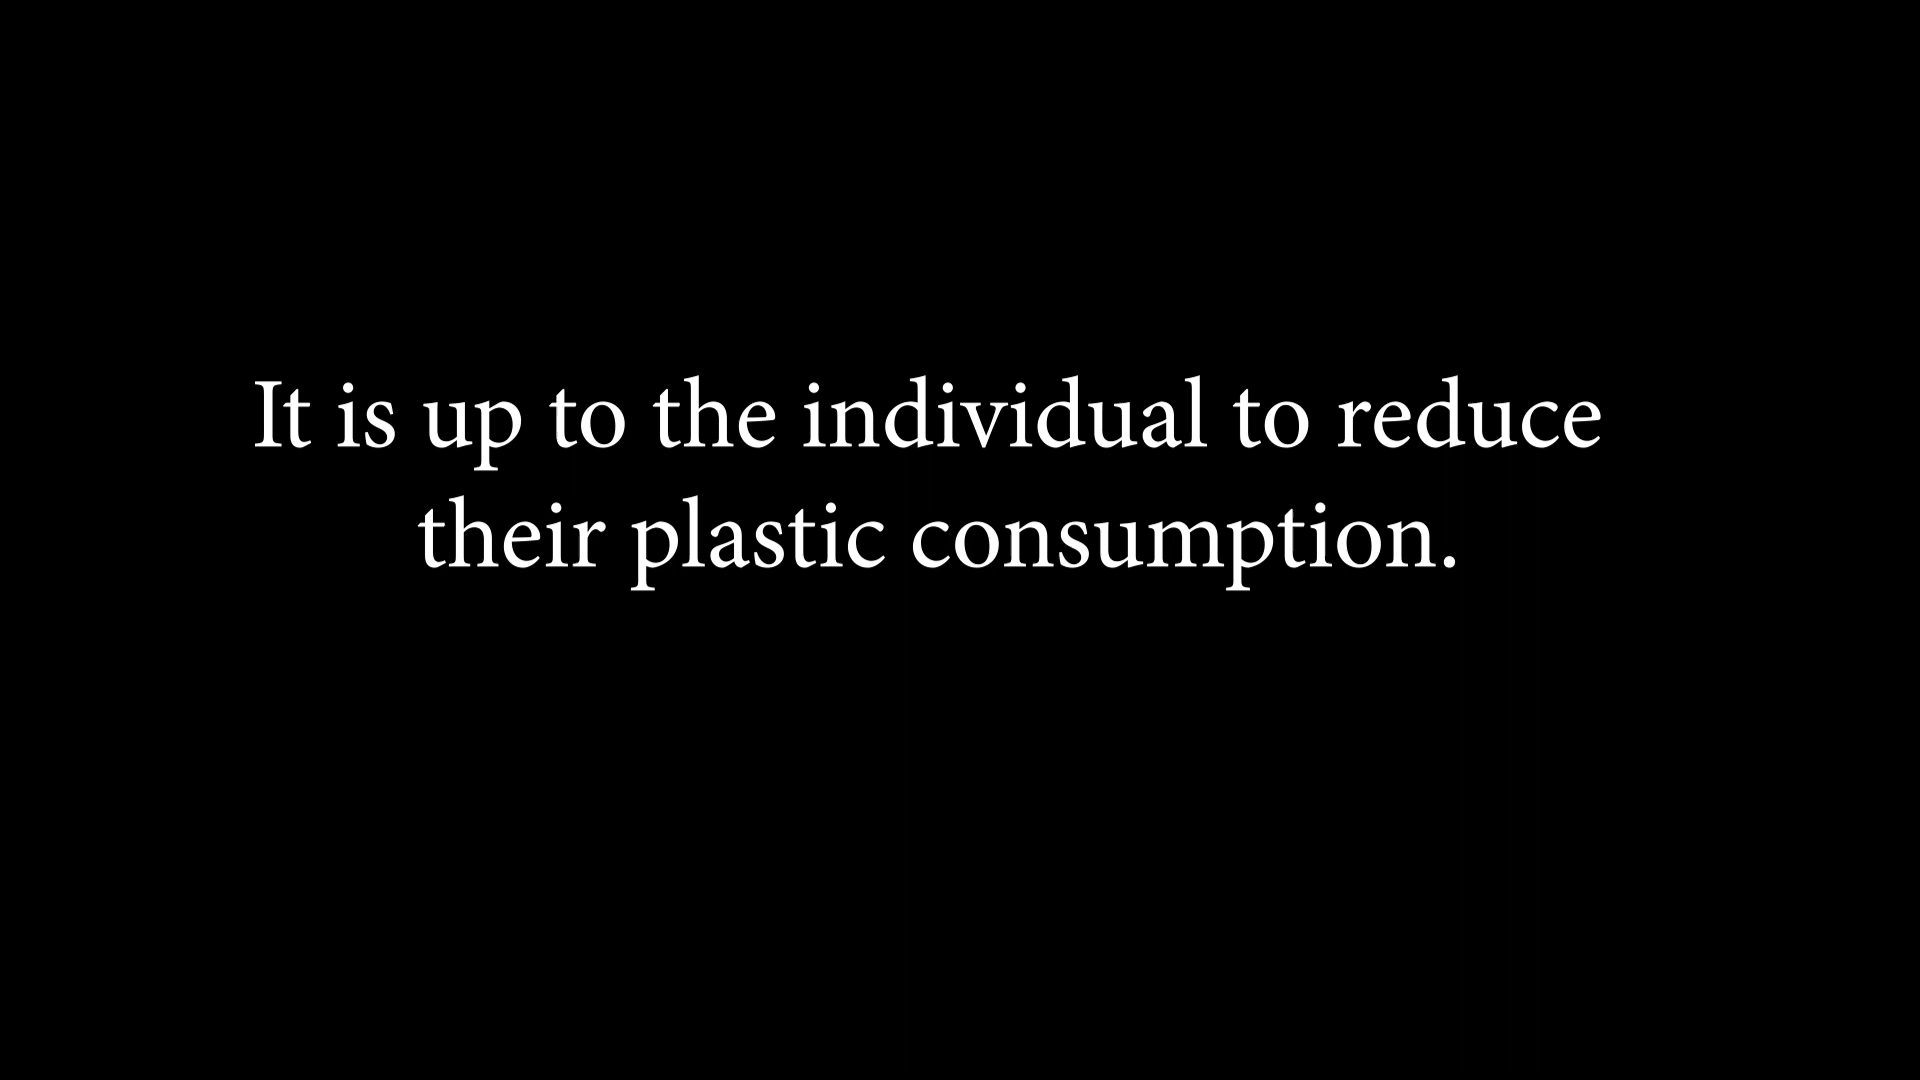 It is up to the individual to reduce
their plastic consumption.